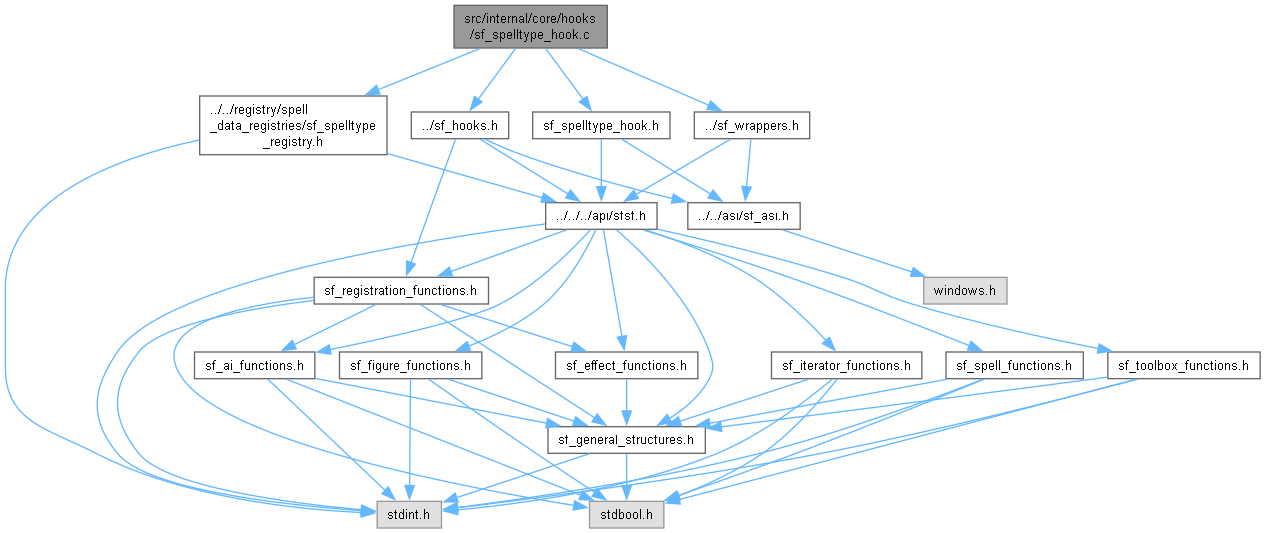 src/internal/core/hooks
/sf_spelltype_hook.c
../../registry/spell
_data_registries/sf_spelltype
_registry.h
../sf_hooks.h
sf_spelltype_hook.h
../sf_wrappers.h
../../../api/sfsf.h
../../asi/sf_asi.h
sf_registration_functions.h
windows.h
sf_ai_functions.h
sf_figure_functions.h
sf_effect_functions.h
sf_iterator_functions.h
sf_spell_functions.h
sf_toolbox_functions.h
sf_general_structures.h
stdint.h
stdbool.h